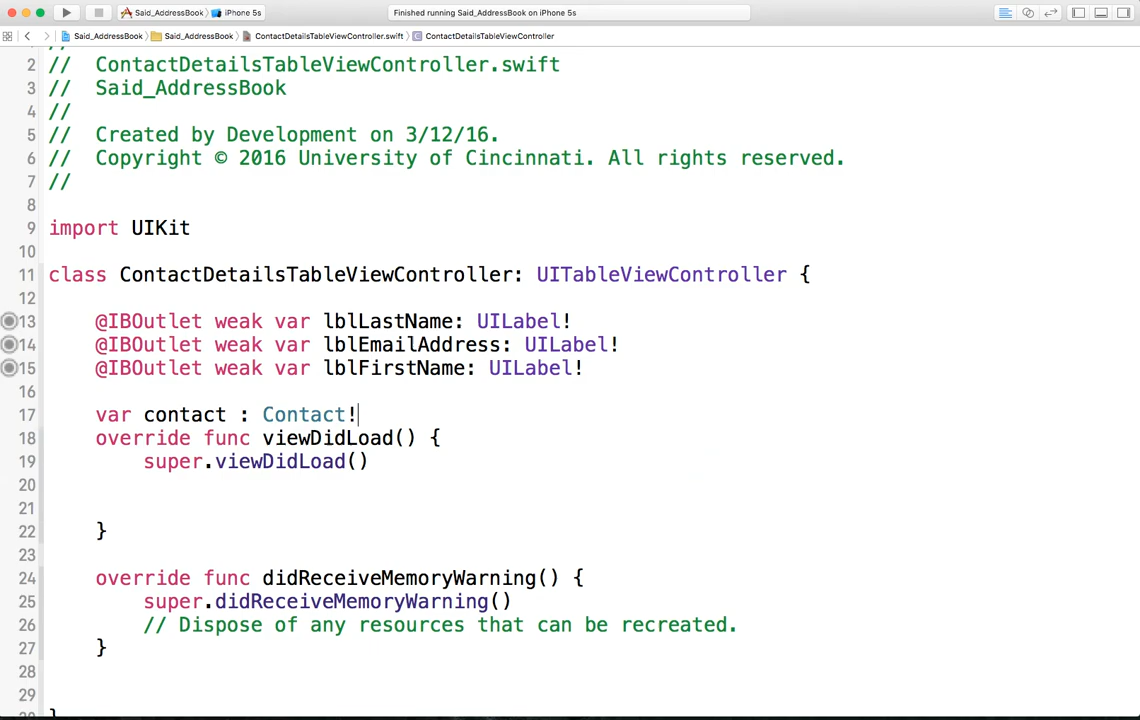 Said_AddressBook 〉 iPhone 5s
Finished running Said_AddressBook on iPhone 5s
Said_AddressBook 〉 Said_AddressBook 〉 ContactDetailsTableViewController.swift 〉 C ContactDetailsTableViewController
//
2 // ContactDetailsTableViewController.swift
3 // Said_AddressBook
4 //
5 // Created by Development on 3/12/16.
6 // Copyright © 2016 University of Cincinnati. All rights reserved.
7 //
8
9 import UIKit
10
11 class ContactDetailsTableViewController: UITableViewController {
12
13 @IBOutlet weak var lblLastName: UILabel!
14 @IBOutlet weak var lblEmailAddress: UILabel!
15 @IBOutlet weak var lblFirstName: UILabel!
16
17 var contact : Contact!
18 override func viewDidLoad() {
19 super.viewDidLoad()
20
21
22 }
23
24 override func didReceiveMemoryWarning() {
25 super.didReceiveMemoryWarning()
26 // Dispose of any resources that can be recreated.
27 }
28
29
}